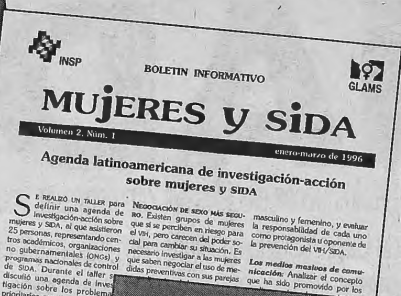 INSP
BOLETIN INFORMATIVO
GLAMS
MUjERES y SiDA
Volumen 2, Núm. 1
enero-marzo de 1996
Agenda latinoamericana de investigación-acción
sobre mujeres y SIDA
SE REALIZÓ UN TALLER para
definir una agenda de
investigación-acción sobre
mujeres y SIDA, al que asistieron
25 personas, representando cen-
tros académicos, organizaciones
no gubernamentales (ONGs) y
programas nacionales de control
de SIDA. Durante el taller se
discutió una agenda de inves-
tigación sobre los problemas
NEGOCIACIÓN DE SEXO MÁS SEGU-
RO. Existen grupos de mujeres
que si se perciben en riesgo para
el VIH, pero carecen del poder so-
cial para cambiar su situación. Es
necesario investigar a las mujeres
que saben negociar el uso de me-
didas preventivas con sus parejas
masculino y femenino, y evaluar
la responsabilidad de cada uno
como protagonista u oponente de
la prevención del VIH/SIDA.
Los medios masivos de comu-
nicación: Analizar el concepto
que ha sido promovido por los